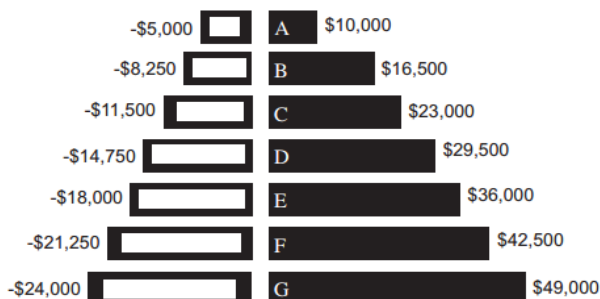 -$5,000 A $10,000
-$8,250 B $16,500
-$11,500 C $23,000
-$14,750 D $29,500
-$18,000 E $36,000
-$21,250 F $42,500
-$24,000 G $49,000